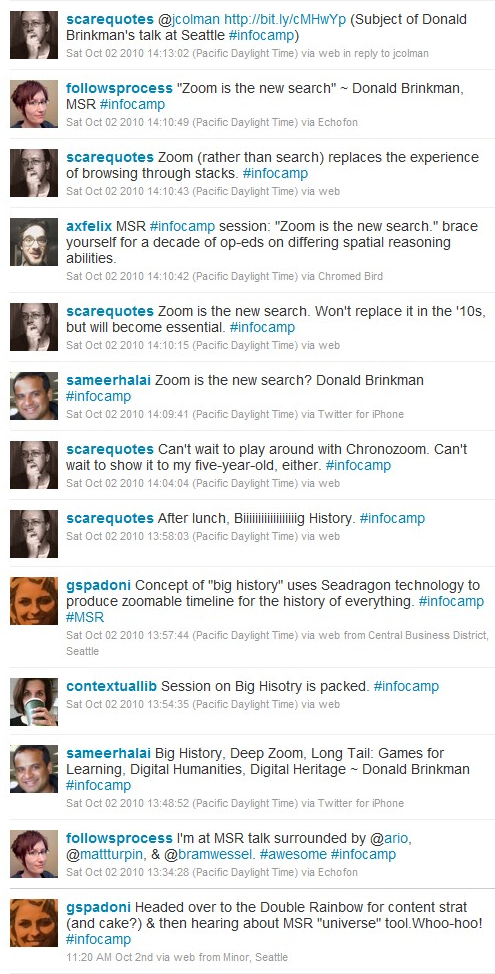 scarequotes @jcolman http://bit.ly/cMHwYp (Subject of Donald
Brinkman's talk at Seattle #infocamp)
Sat Oct 02 2010 14:13:02 (Pacific Daylight Time) via web in reply to jcolman
followsprocess "Zoom is the new search" ~ Donald Brinkman,
MSR #infocamp
Sat Oct 02 2010 14:10:49 (Pacific Daylight Time) via Echofon
scarequotes Zoom (rather than search) replaces the experience
of browsing through stacks. #infocamp
Sat Oct 02 2010 14:10:43 (Pacific Daylight Time) via web
axfelix MSR #infocamp session: "Zoom is the new search." brace
yourself for a decade of op-eds on differing spatial reasoning
abilities.
Sat Oct 02 2010 14:10:42 (Pacific Daylight Time) via Chromed Bird
scarequotes Zoom is the new search. Won't replace it in the '10s,
but will become essential. #infocamp
Sat Oct 02 2010 14:10:15 (Pacific Daylight Time) via web
sameerhalai Zoom is the new search? Donald Brinkman
#infocamp
Sat Oct 02 2010 14:09:41 (Pacific Daylight Time) via Twitter for iPhone
scarequotes Can't wait to play around with Chronozoom. Can't
wait to show it to my five-year-old, either. #infocamp
Sat Oct 02 2010 14:04:04 (Pacific Daylight Time) via web
scarequotes After lunch, Biiiiiiiiiiiiiiiiiig History. #infocamp
Sat Oct 02 2010 13:58:03 (Pacific Daylight Time) via web
gspadoni Concept of "big history" uses Seadragon technology to
produce zoomable timeline for the history of everything. #infocamp
#MSR
Sat Oct 02 2010 13:57:44 (Pacific Daylight Time) via web from Central Business District,
Seattle
contextuallib Session on Big Hisotry is packed. #infocamp
Sat Oct 02 2010 13:54:35 (Pacific Daylight Time) via web
sameerhalai Big History, Deep Zoom, Long Tail: Games for
Learning, Digital Humanities, Digital Heritage ~ Donald Brinkman
#infocamp
Sat Oct 02 2010 13:48:52 (Pacific Daylight Time) via Twitter for iPhone
followsprocess I'm at MSR talk surrounded by @ario,
@mattturpin, & @bramwessel. #awesome #infocamp
Sat Oct 02 2010 13:34:28 (Pacific Daylight Time) via Echofon
gspadoni Headed over to the Double Rainbow for content strat
(and cake?) & then hearing about MSR "universe" tool.Whoo-hoo!
#infocamp
11:20 AM Oct 2nd via web from Minor, Seattle